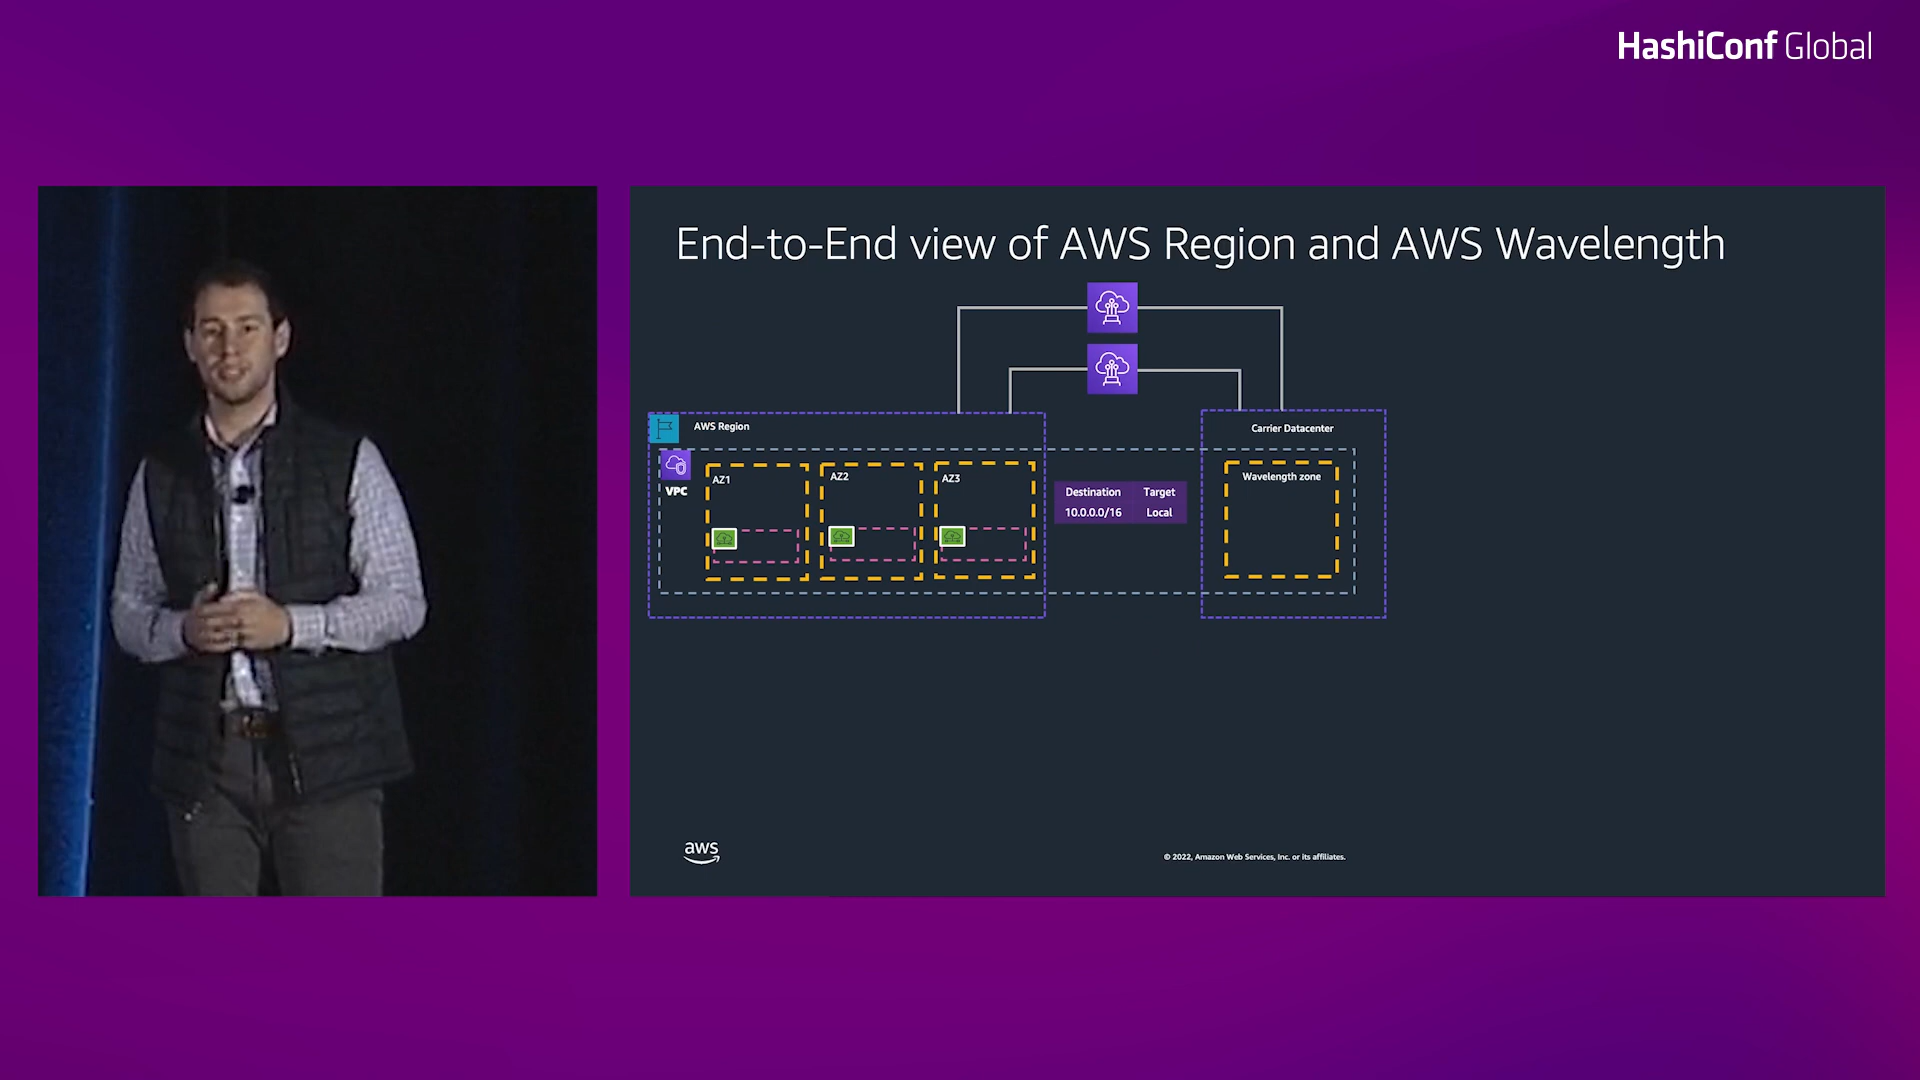 HashiConf Global
End-to-End view of AWS Region and AWS Wavelength
AWS Region
Carrier Datacenter
VPC
AZ1
AZ2
AZ3
Destination Target
10.0.0.0/16 Local
Wavelength zone
aws
© 2022, Amazon Web Services, Inc. or its affiliates.